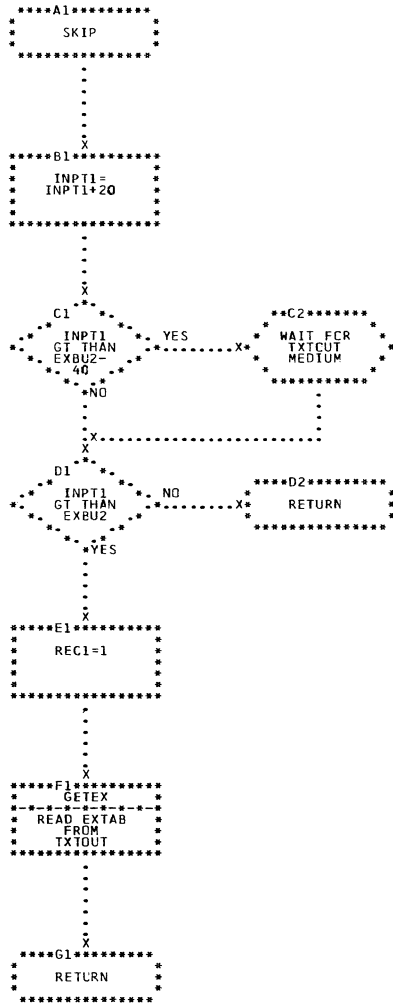 A1
SKIP
B1
INPT1=
INPT1+20
C1
INPT1
GT THAN
EXBU2-
40
YES
C2
WAIT FCR
TXTCUT
MEDIUM
NO
D1
INPT1
GT THAN
EXBU2
NO
D2
RETURN
YES
E1
REC1=1
F1
GETEX
READ EXTAB
FROM
TXTOUT
G1
RETURN